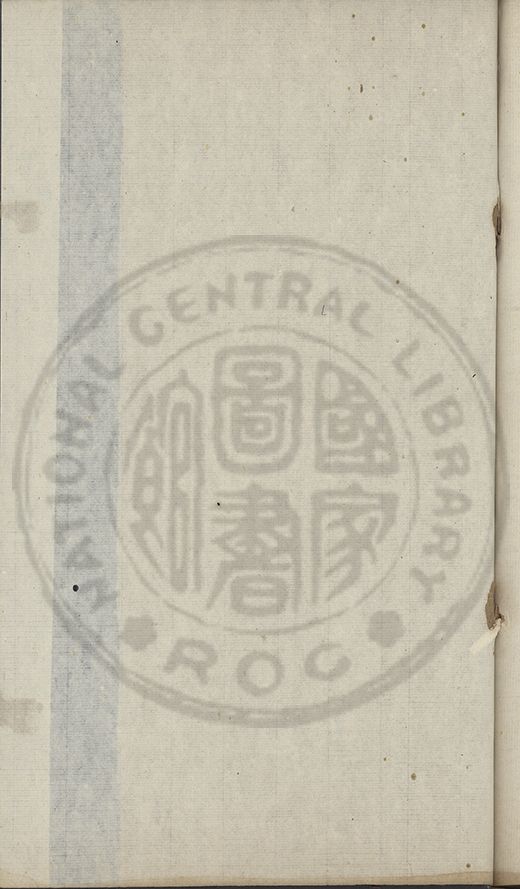 NATIONAL CENTRAL LIBRARY
國家
圖書
館
ROC